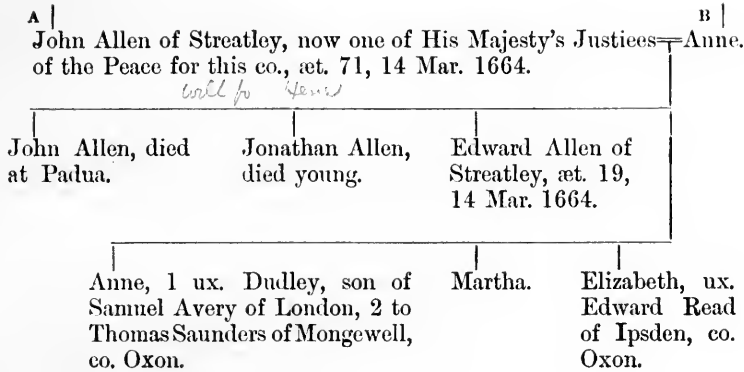 A B
John Allen of Streatley, now one of His Majesty's Justices Anne.
of the Peace for this co., æt. 71, 14 Mar. 1664.
John Allen, died
at Padua.
Jonathan Allen,
died young.
Edward Allen of
Streatley, æt. 19,
14 Mar. 1664.
Anne, 1 ux. Dudley, son of
Samuel Avery of London, 2 to
Thomas Saunders of Mongewell,
co. Oxon.
Martha.
Elizabeth, ux.
Edward Read
of Ipsden, co.
Oxon.